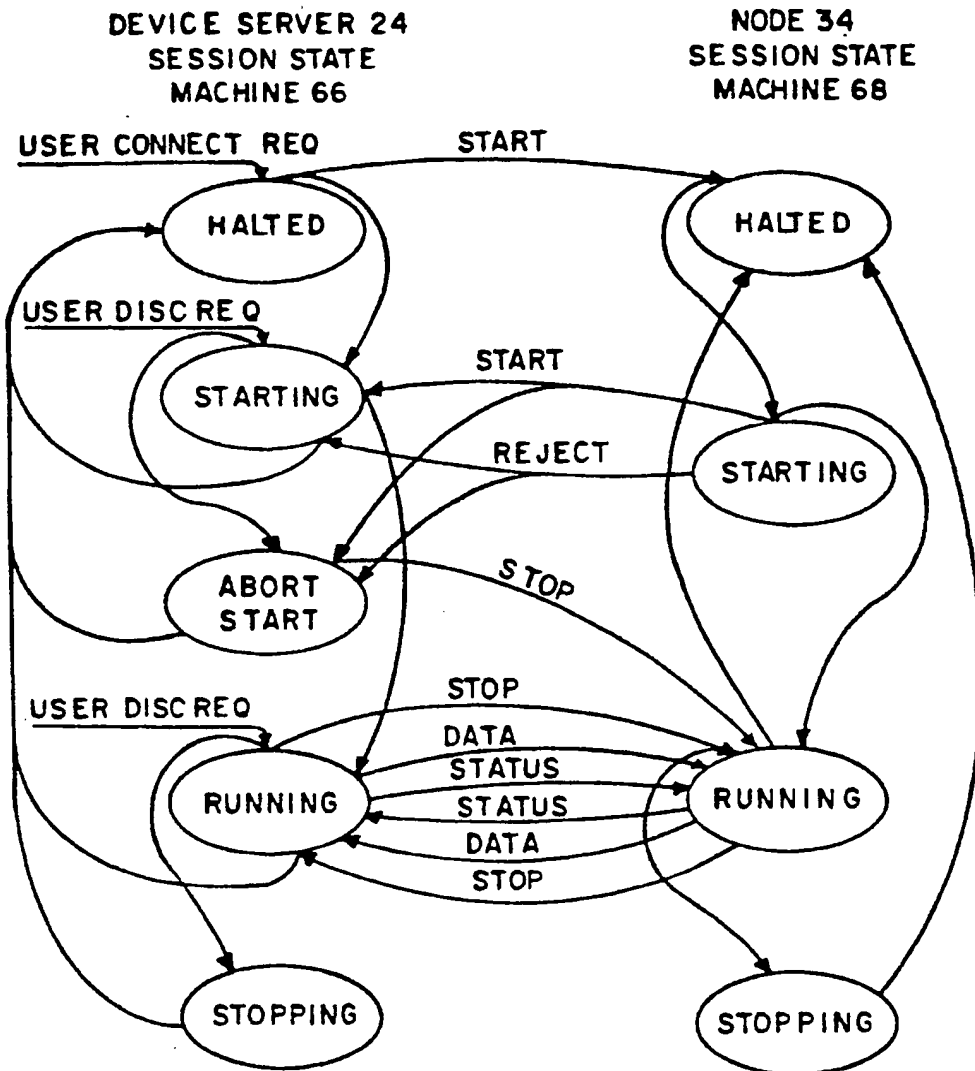 DEVICE SERVER 24
SESSION STATE
MACHINE 66
NODE 34
SESSION STATE
MACHINE 68
USER CONNECT REQ
START
HALTED
HALTED
USER DISC REQ
START
STARTING
REJECT
STARTING
STOP
ABORT
START
USER DISC REQ
STOP
DATA
STATUS
RUNNING
RUNNING
STATUS
DATA
STOP
STOPPING
STOPPING